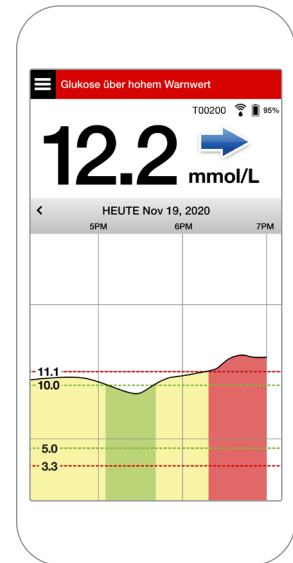 Glukose über hohem Warnwert
T00200 95%
12.2 mmol/L
HEUTE Nov 19, 2020
5PM 6PM 7PM
11.1
10.0
5.0
3.3